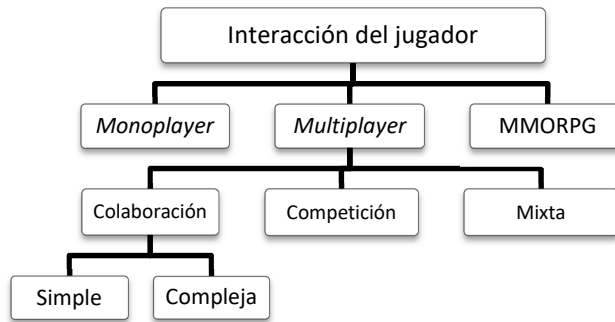 Interacción del jugador
Monoplayer
Multiplayer
MMORPG
Colaboración
Competición
Mixta
Simple
Compleja